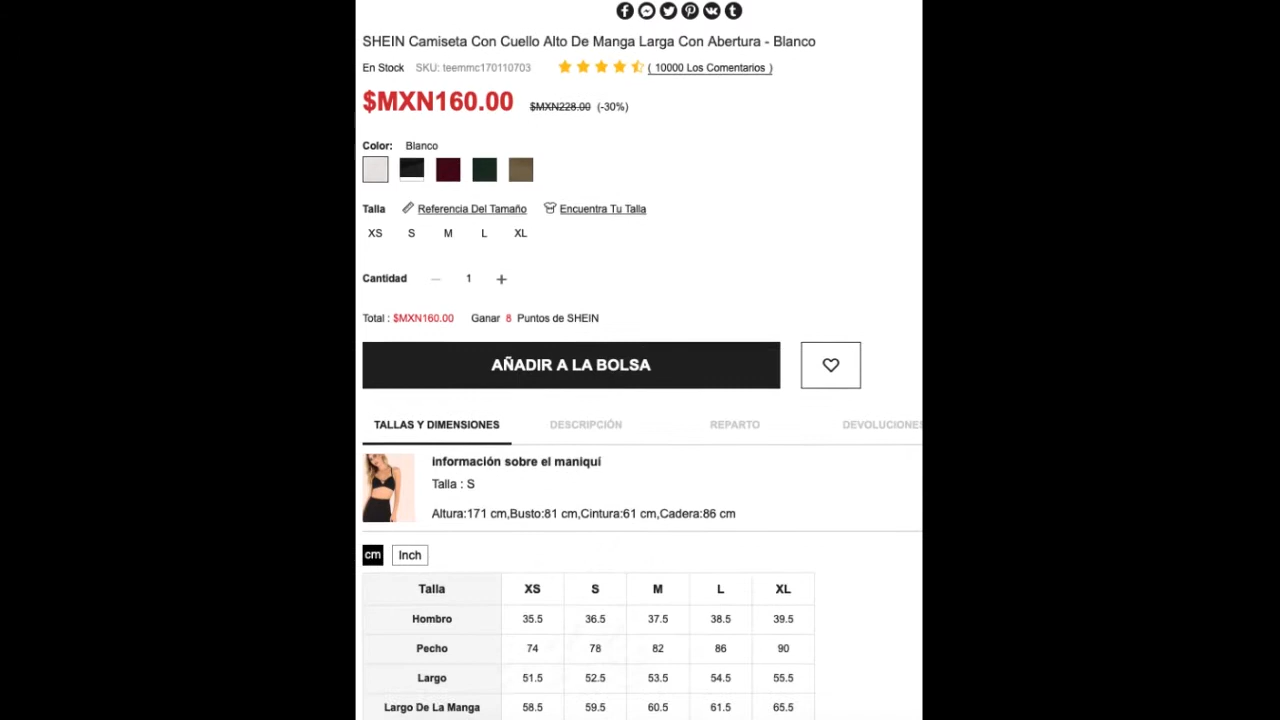 SHEIN Camiseta Con Cuello Alto De Manga Larga Con Abertura - Blanco
En Stock SKU: teemmc170110703 ( 10000 Los Comentarios )
$MXN160.00 $MXN228.00 (-30%)
Color: Blanco
Talla Referencia Del Tamaño Encuentra Tu Talla
XS S M L XL
Cantidad — 1 +
Total : $MXN160.00 Ganar 8 Puntos de SHEIN
AÑADIR A LA BOLSA
TALLAS Y DIMENSIONES DESCRIPCIÓN REPARTO DEVOLUCIONES
información sobre el maniquí
Talla : S
Altura:171 cm,Busto:81 cm,Cintura:61 cm,Cadera:86 cm
cm Inch
Talla XS S M L XL
Hombro 35.5 36.5 37.5 38.5 39.5
Pecho 74 78 82 86 90
Largo 51.5 52.5 53.5 54.5 55.5
Largo De La Manga 58.5 59.5 60.5 61.5 65.5